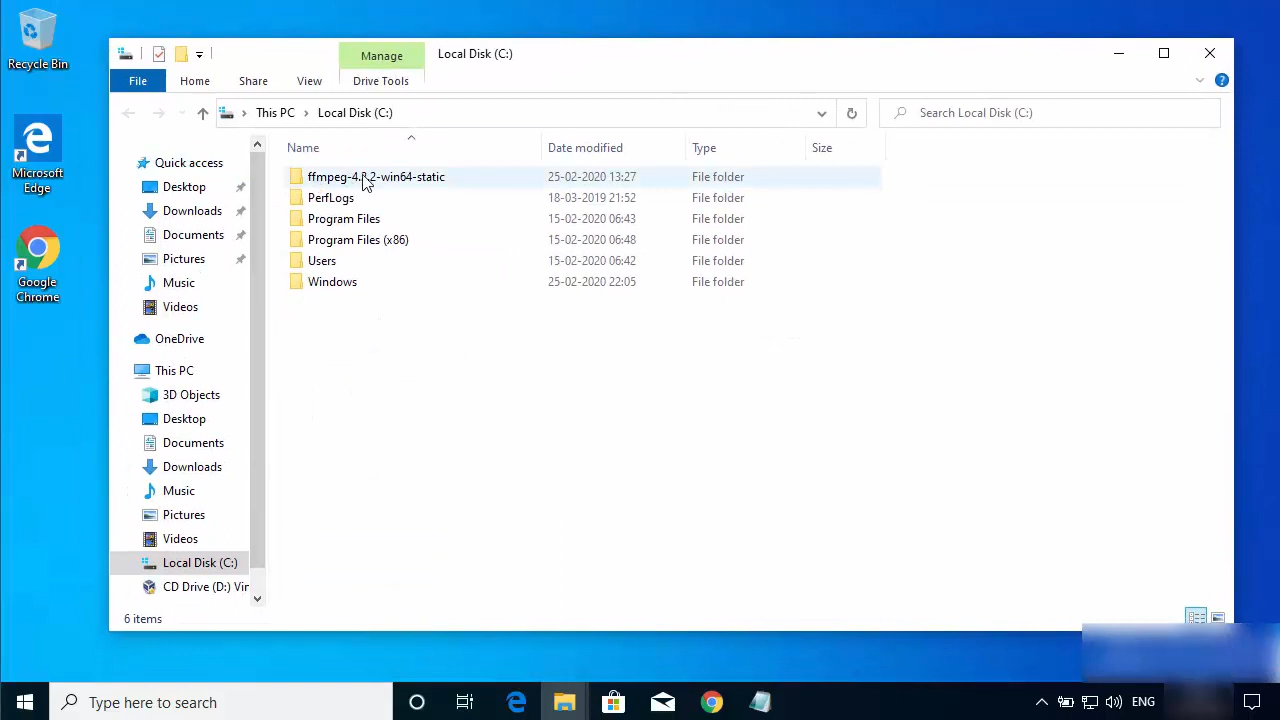 Recycle Bin
Microsoft
Edge
Google
Chrome
Manage
Local Disk (C:)
File
Home
Share
View
Drive Tools
This PC
Local Disk (C:)
Search Local Disk (C:)
Name
Date modified
Type
Size
ffmpeg-4.2.2-win64-static
25-02-2020 13:27
File folder
PerfLogs
18-03-2019 21:52
File folder
Program Files
15-02-2020 06:43
File folder
Program Files (x86)
15-02-2020 06:48
File folder
Users
15-02-2020 06:42
File folder
Windows
25-02-2020 22:05
File folder
Quick access
Desktop
Downloads
Documents
Pictures
Music
Videos
OneDrive
This PC
3D Objects
Desktop
Documents
Downloads
Music
Pictures
Videos
Local Disk (C:)
CD Drive (D:) Vir
6 items
Type here to search
ENG